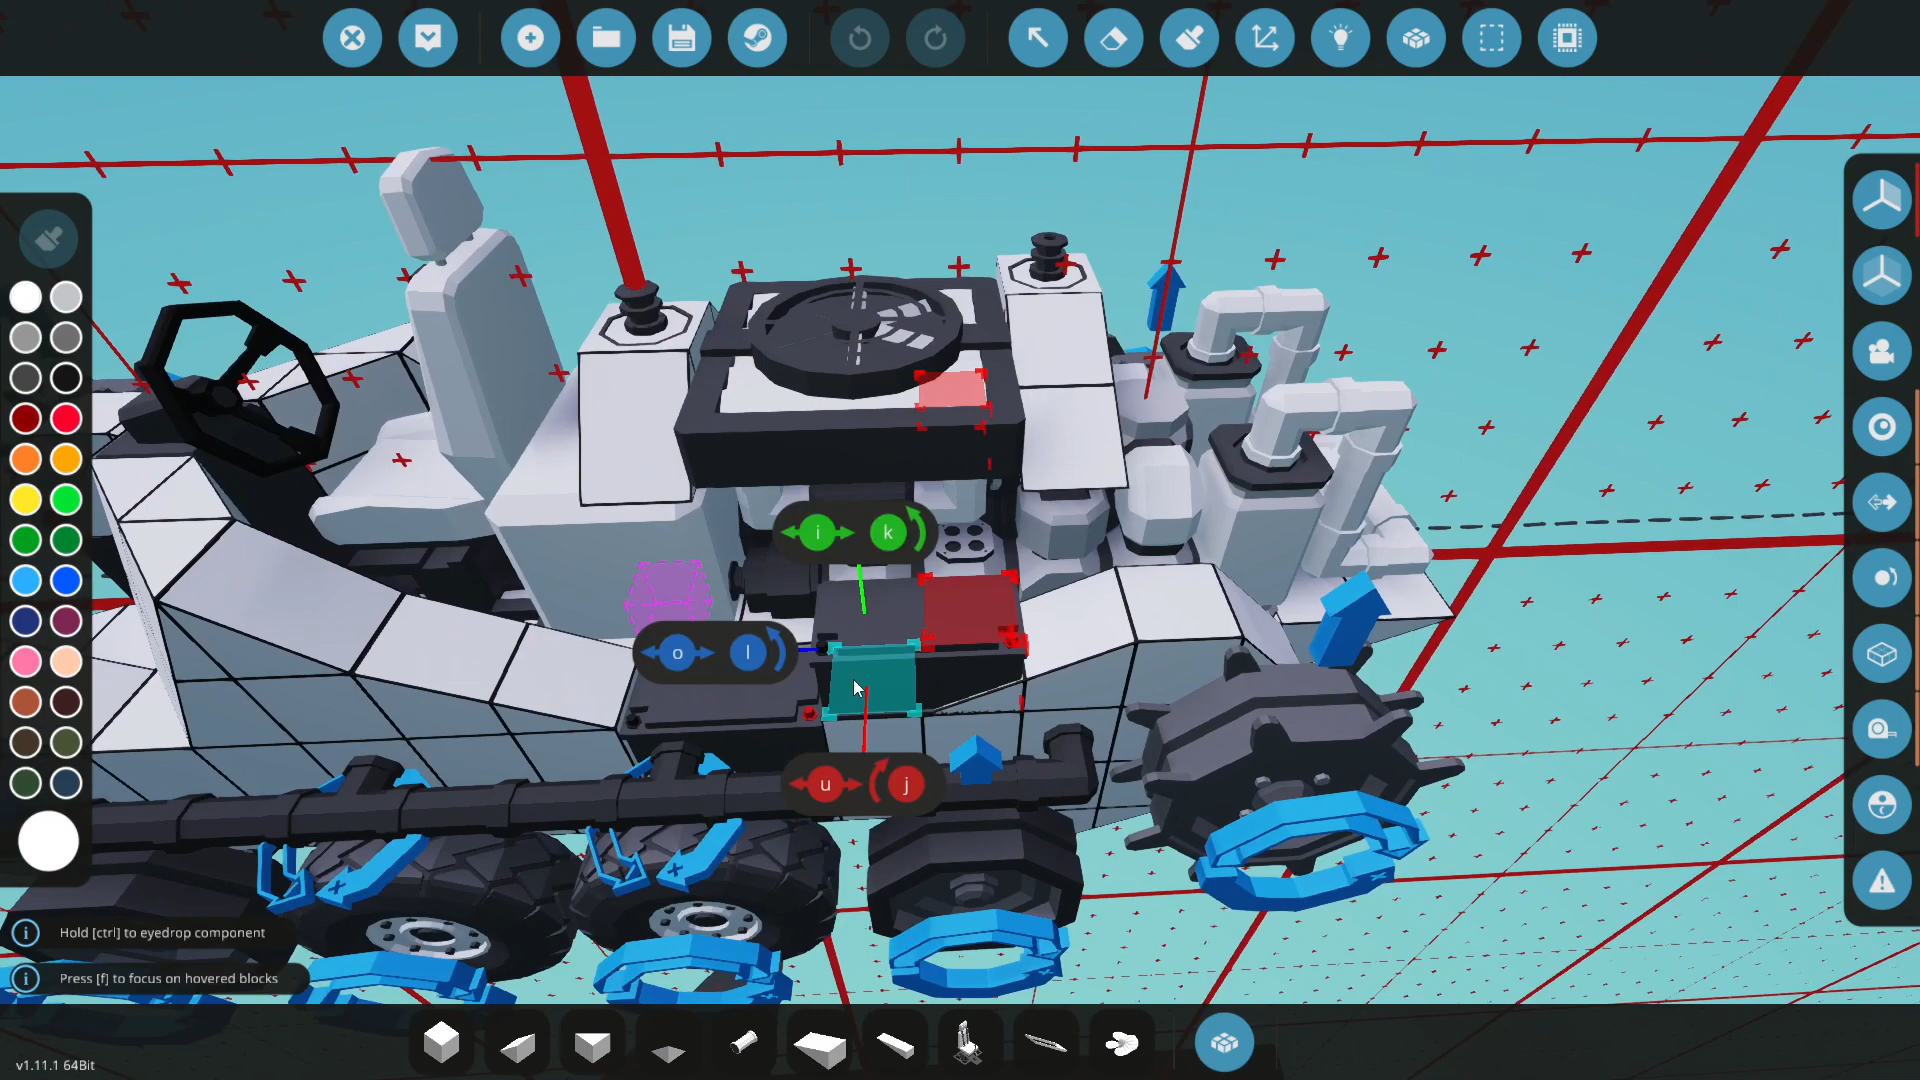 i k
o l
u j
Hold [ctrl] to eyedrop component
Press [f] to focus on hovered blocks
v1.11.1 64Bit